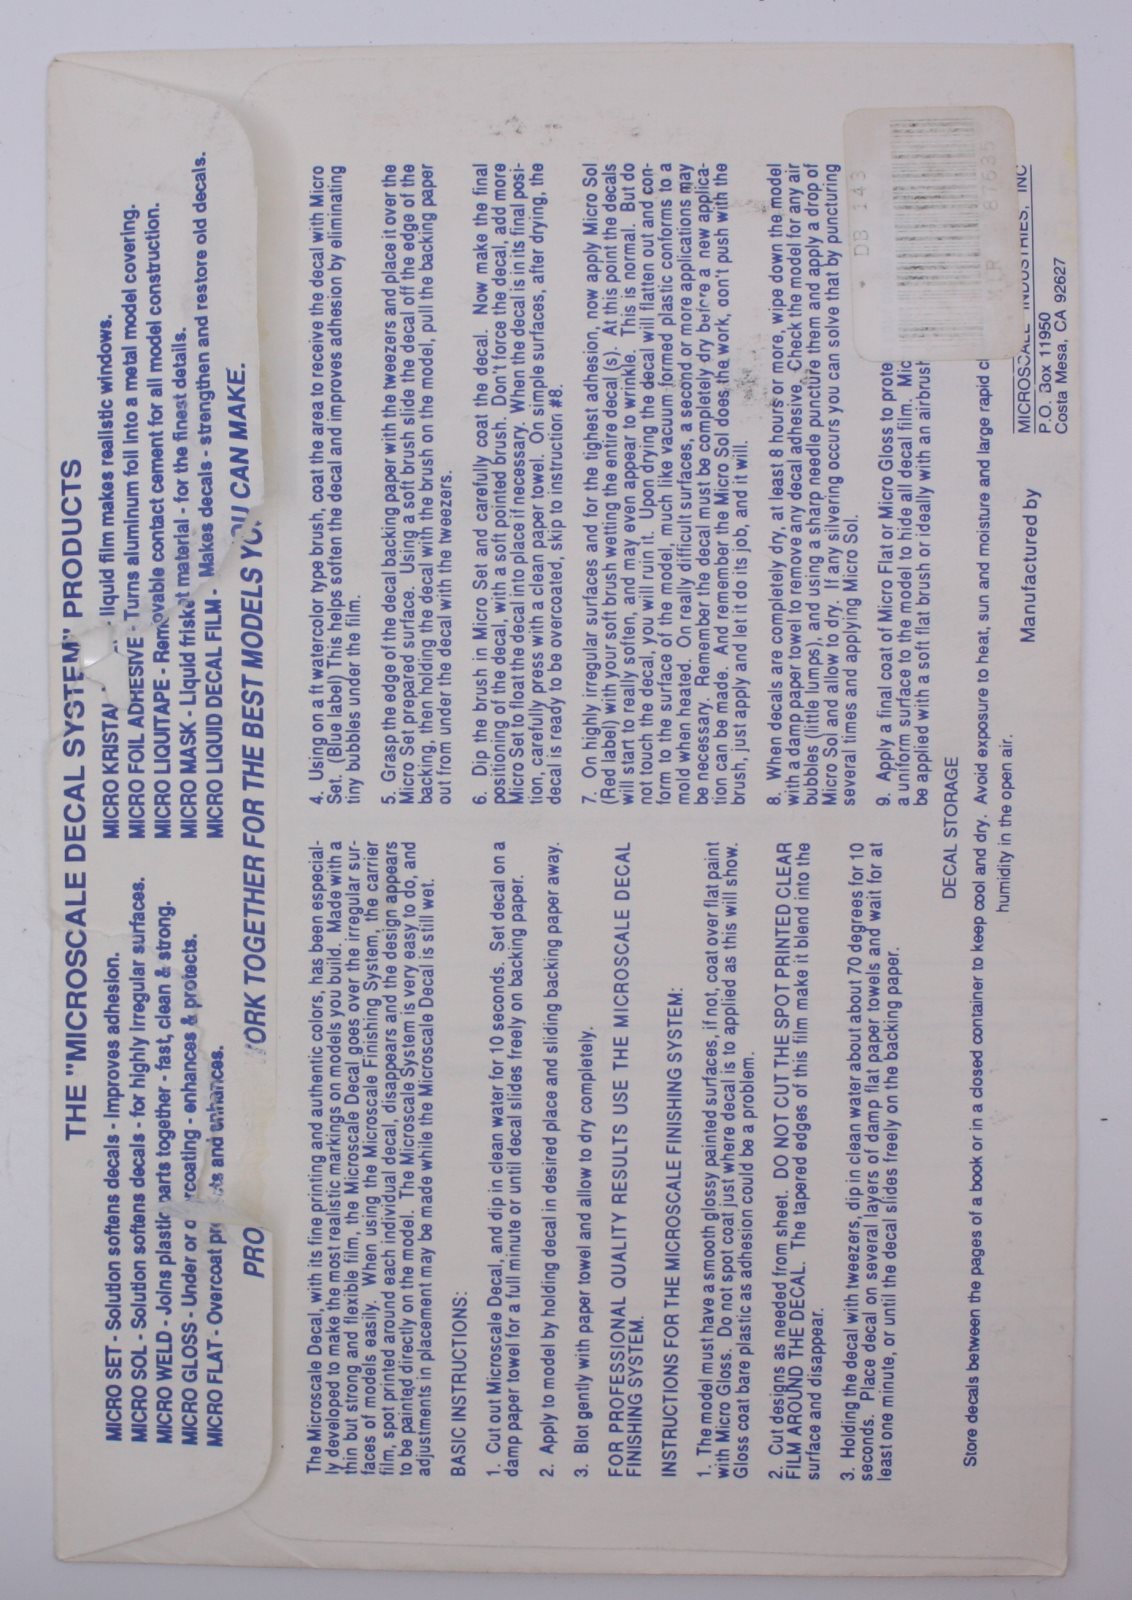 THE "MICROSCALE DECAL SYSTEM" PRODUCTS
MICRO SET - Solution softens decals - improves adhesion.
MICRO SOL - Solution softens decals - for highly irregular surfaces.
MICRO WELD - Joins plastic parts together - fast, clean & strong.
MICRO GLOSS - Under or o rcoating - enhances & protects.
MICRO FLAT - Overcoat pr ts and enhances.
MICRO KRISTAL - liquid film makes realistic windows.
MICRO FOIL ADHESIVE - Turns aluminum foil into a metal model covering.
MICRO LIQUITAPE - Removable contact cement for all model construction.
MICRO MASK - Liquid frisket material - for the finest details.
MICRO LIQUID DECAL FILM - Makes decals - strengthen and restore old decals.
PRO WORK TOGETHER FOR THE BEST MODELS YOU CAN MAKE.
The Microscale Decal, with its fine printing and authentic colors, has been especial-
ly developed to make the most realistic markings on models you build. Made with a
thin but strong and flexible film, the Microscale Decal goes over the irregular sur-
faces of models easily. When using the Microscale Finishing System, the carrier
film, spot printed around each individual decal, disappears and the design appears
to be painted directly on the model. The Microscale System is very easy to do, and
adjustments in placement may be made while the Microscale Decal is still wet.
BASIC INSTRUCTIONS:
1. Cut out Microscale Decal, and dip in clean water for 10 seconds. Set decal on a
damp paper towel for a full minute or until decal slides freely on backing paper.
2. Apply to model by holding decal in desired place and sliding backing paper away.
3. Blot gently with paper towel and allow to dry completely.
FOR PROFESSIONAL QUALITY RESULTS USE THE MICROSCALE DECAL
FINISHING SYSTEM.
INSTRUCTIONS FOR THE MICROSCALE FINISHING SYSTEM:
1. The model must have a smooth glossy painted surfaces, if not, coat over flat paint
with Micro Gloss. Do not spot coat just where decal is to applied as this will show.
Gloss coat bare plastic as adhesion could be a problem.
2. Cut designs as needed from sheet. DO NOT CUT THE SPOT PRINTED CLEAR
FILM AROUND THE DECAL. The tapered edges of this film make it blend into the
surface and disappear.
3. Holding the decal with tweezers, dip in clean water about about 70 degrees for 10
seconds. Place decal on several layers of damp flat paper towels and wait for at
least one minute, or until the decal slides freely on the backing paper.
4. Using on a ft watercolor type brush, coat the area to receive the decal with Micro
Set. (Blue label) This helps soften the decal and improves adhesion by eliminating
tiny bubbles under the film.
5. Grasp the edge of the decal backing paper with the tweezers and place it over the
Micro Set prepared surface. Using a soft brush slide the decal off the edge of the
backing, then holding the decal with the brush on the model, pull the backing paper
out from under the decal with the tweezers.
6. Dip the brush in Micro Set and carefully coat the decal. Now make the final
positioning of the decal, with a soft pointed brush. Don't force the decal, add more
Micro Set to float the decal into place if necessary. When the decal is in its final posi-
tion, carefully press with a clean paper towel. On simple surfaces, after drying, the
decal is ready to be overcoated, skip to instruction #8.
7. On highly irregular surfaces and for the tighest adhesion, now apply Micro Sol
(Red label) with your soft brush wetting the entire decal (s). At this point the decals
will start to really soften, and may even appear to wrinkle. This is normal. But do
not touch the decal, you will ruin it. Upon drying the decal will flatten out and con-
form to the surface of the model, much like vacuum formed plastic conforms to a
mold when heated. On really difficult surfaces, a second or more applications may
be necessary. Remember the decal must be completely dry before a new applica-
tion can be made. And remember the Micro Sol does the work, don't push with the
brush, just apply and let it do its job, and it will.
8. When decals are completely dry, at least 8 hours or more, wipe down the model
with a damp paper towel to remove any decal adhesive. Check the model for any air
bubbles (little lumps), and using a sharp needle puncture them and apply a drop of
Micro Sol and allow to dry. If any silvering occurs you can solve that by puncturing
several times and applying Micro Sol.
9. Apply a final coat of Micro Flat or Micro Gloss to prote
a uniform surface to the model to hide all decal film. Mic
be applied with a soft flat brush or ideally with an airbrush
DECAL STORAGE
Store decals between the pages of a book or in a closed container to keep cool and dry. Avoid exposure to heat, sun and moisture and large rapid c
humidity in the open air.
Manufactured by
MICROSCALE INDUSTRIES, INC
P.O. Box 11950
Costa Mesa, CA 92627
DB 143
MCR 87635